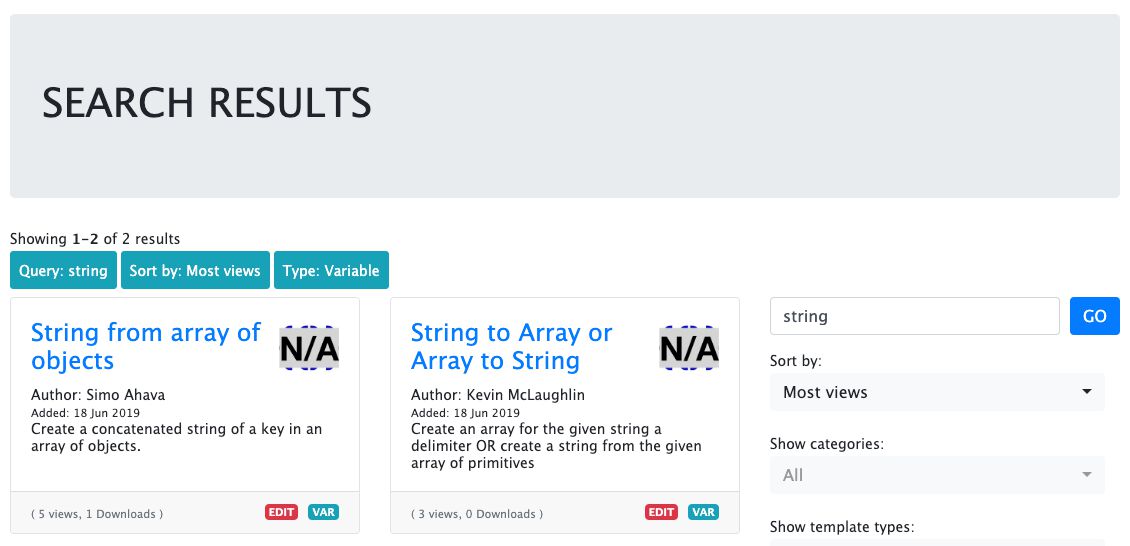 SEARCH RESULTS
Showing 1–2 of 2 results
Query: string Sort by: Most views Type: Variable
String from array of
objects
N/A
Author: Simo Ahava
Added: 18 Jun 2019
Create a concatenated string of a key in an
array of objects.
( 5 views, 1 Downloads ) EDIT VAR
String to Array or
Array to String
N/A
Author: Kevin McLaughlin
Added: 18 Jun 2019
Create an array for the given string a
delimiter OR create a string from the given
array of primitives
( 3 views, 0 Downloads ) EDIT VAR
string GO
Sort by:
Most views
Show categories:
All
Show template types: